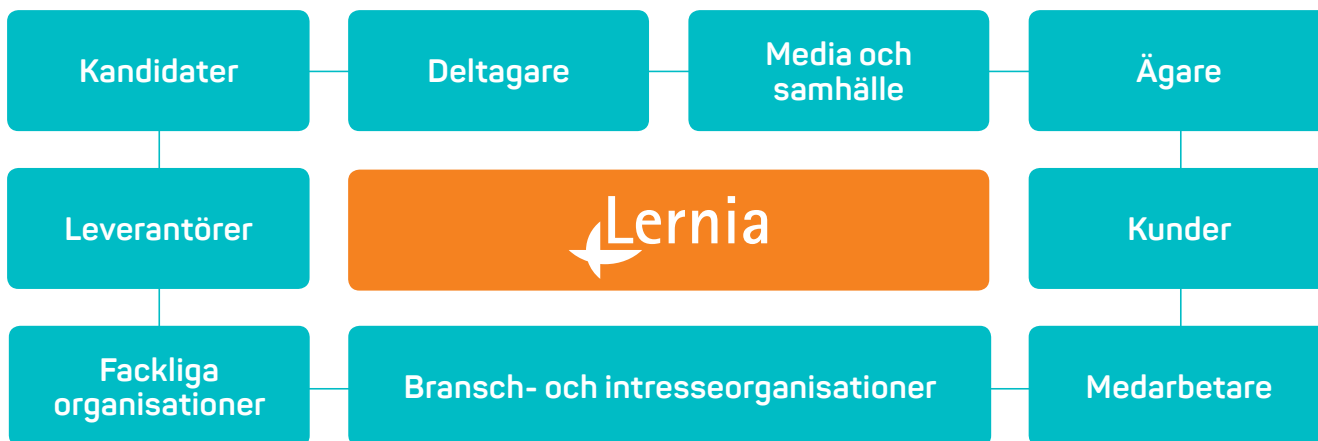 Kandidater
Deltagare
Media och
samhälle
Ägare
Leverantörer
Lernia
Kunder
Fackliga
organisationer
Bransch- och intresseorganisationer
Medarbetare